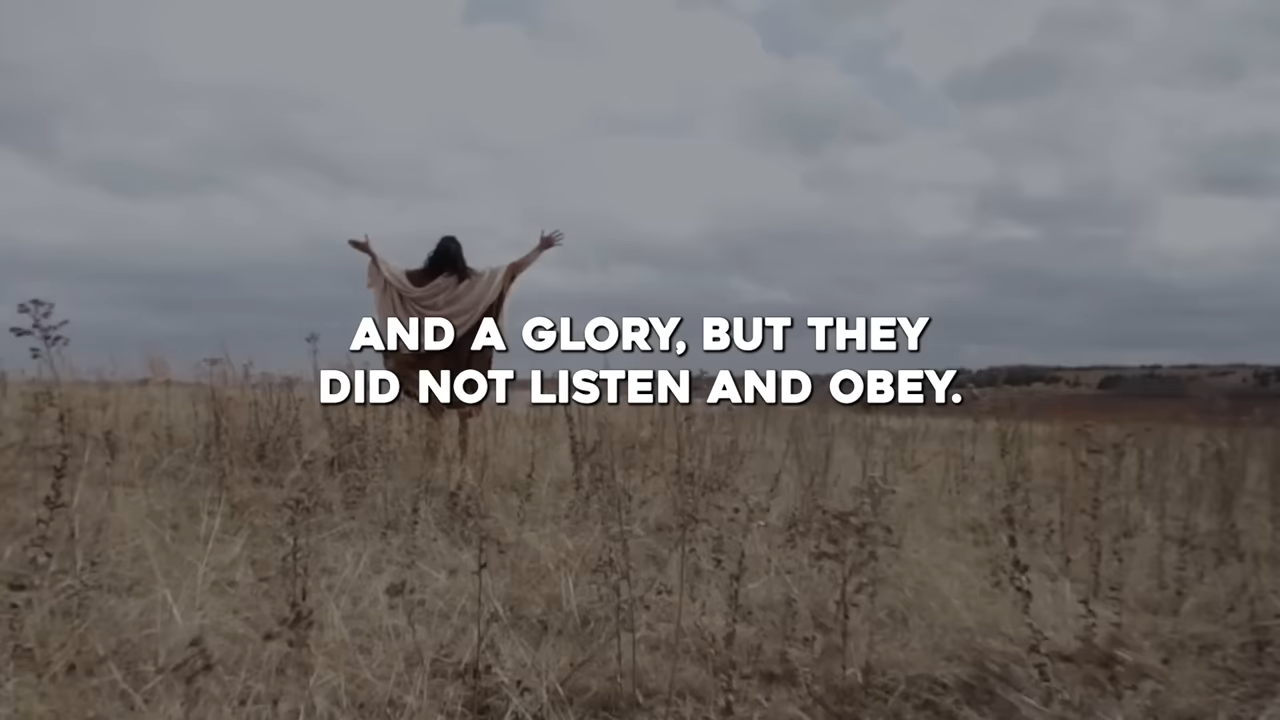 AND A GLORY, BUT THEY
DID NOT LISTEN AND OBEY.